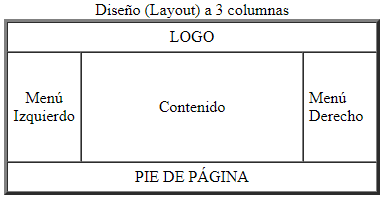 Diseño (Layout) a 3 columnas
LOGO
Menú
Izquierdo
Contenido
Menú
Derecho
PIE DE PÁGINA